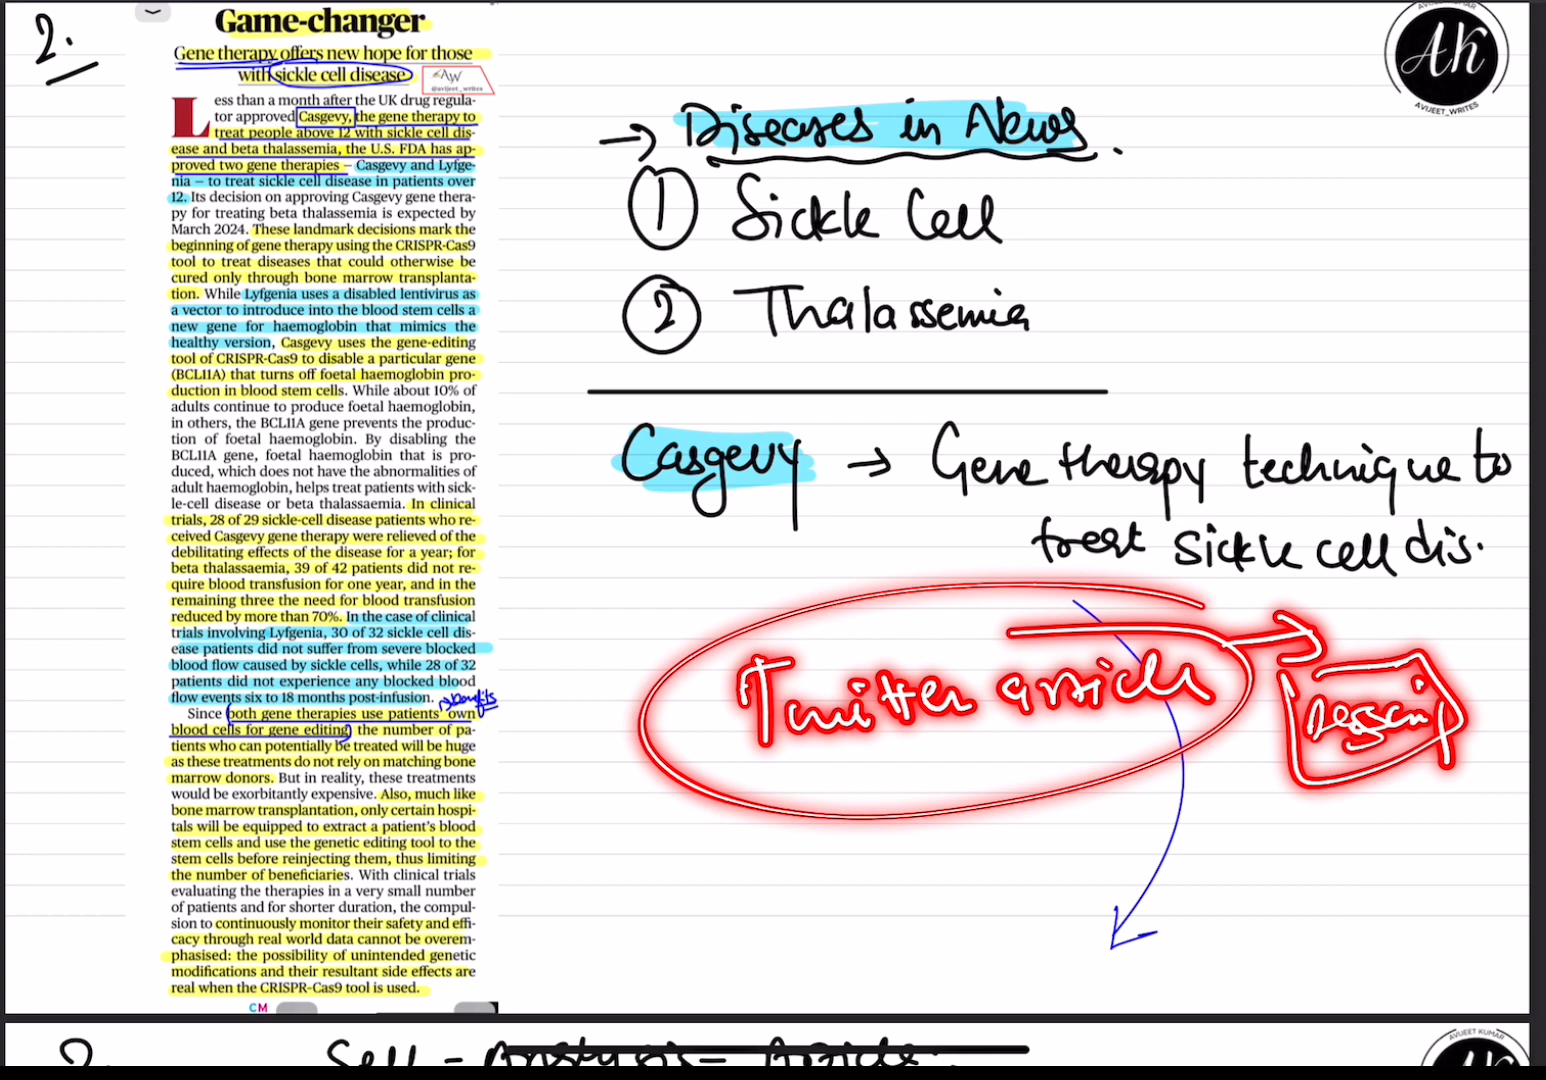 2.
Game-changer
Gene therapy offers new hope for those
with sickle cell disease
AW
@avijeet_writes
Less than a month after the UK drug regula-
tor approved Casgevy, the gene therapy to
treat people above 12 with sickle cell dis-
ease and beta thalassemia, the U.S. FDA has ap-
proved two gene therapies – Casgevy and Lyfge-
nia – to treat sickle cell disease in patients over
12. Its decision on approving Casgevy gene thera-
py for treating beta thalassemia is expected by
March 2024. These landmark decisions mark the
beginning of gene therapy using the CRISPR-Cas9
tool to treat diseases that could otherwise be
cured only through bone marrow transplanta-
tion. While Lyfgenia uses a disabled lentivirus as
a vector to introduce into the blood stem cells a
new gene for haemoglobin that mimics the
healthy version, Casgevy uses the gene-editing
tool of CRISPR-Cas9 to disable a particular gene
(BCL11A) that turns off foetal haemoglobin pro-
duction in blood stem cells. While about 10% of
adults continue to produce foetal haemoglobin,
in others, the BCL11A gene prevents the produc-
tion of foetal haemoglobin. By disabling the
BCL11A gene, foetal haemoglobin that is pro-
duced, which does not have the abnormalities of
adult haemoglobin, helps treat patients with sick-
le-cell disease or beta thalassaemia. In clinical
trials, 28 of 29 sickle-cell disease patients who re-
ceived Casgevy gene therapy were relieved of the
debilitating effects of the disease for a year; for
beta thalassaemia, 39 of 42 patients did not re-
quire blood transfusion for one year, and in the
remaining three the need for blood transfusion
reduced by more than 70%. In the case of clinical
trials involving Lyfgenia, 30 of 32 sickle cell dis-
ease patients did not suffer from severe blocked
blood flow caused by sickle cells, while 28 of 32
patients did not experience any blocked blood
flow events six to 18 months post-infusion.
benefits
Since both gene therapies use patients' own
blood cells for gene editing, the number of pa-
tients who can potentially be treated will be huge
as these treatments do not rely on matching bone
marrow donors. But in reality, these treatments
would be exorbitantly expensive. Also, much like
bone marrow transplantation, only certain hospi-
tals will be equipped to extract a patient's blood
stem cells and use the genetic editing tool to the
stem cells before reinjecting them, thus limiting
the number of beneficiaries. With clinical trials
evaluating the therapies in a very small number
of patients and for shorter duration, the compul-
sion to continuously monitor their safety and effi-
cacy through real world data cannot be overem-
phasised: the possibility of unintended genetic
modifications and their resultant side effects are
real when the CRISPR-Cas9 tool is used.
CM
AK
AVIJEET_WRITES
→ Diseases in News.
① Sickle Cell
② Thalassemia
Casgevy → Gene therapy technique to
treat sickle cell dis.
Twitter article →
Self - Analysis - Article.
AVIJEET KUMAR
AK